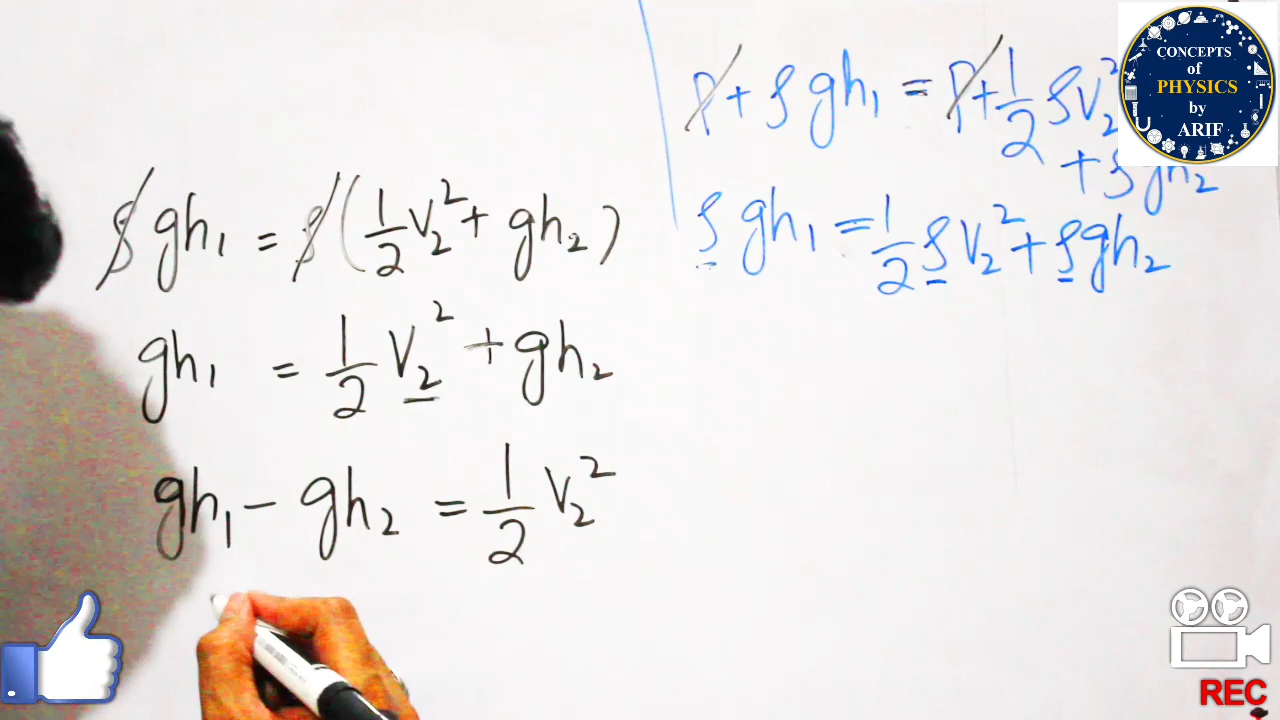 ρgh₁ = ρ(½v₂² + gh₂)
gh₁ = ½v₂² + gh₂
gh₁ − gh₂ = ½v₂²
P + ρgh₁ = P + ½ρv₂²
+ ρgh₂
ρgh₁ = ½ρv₂² + ρgh₂
CONCEPTS
of
PHYSICS
by
ARIF
REC